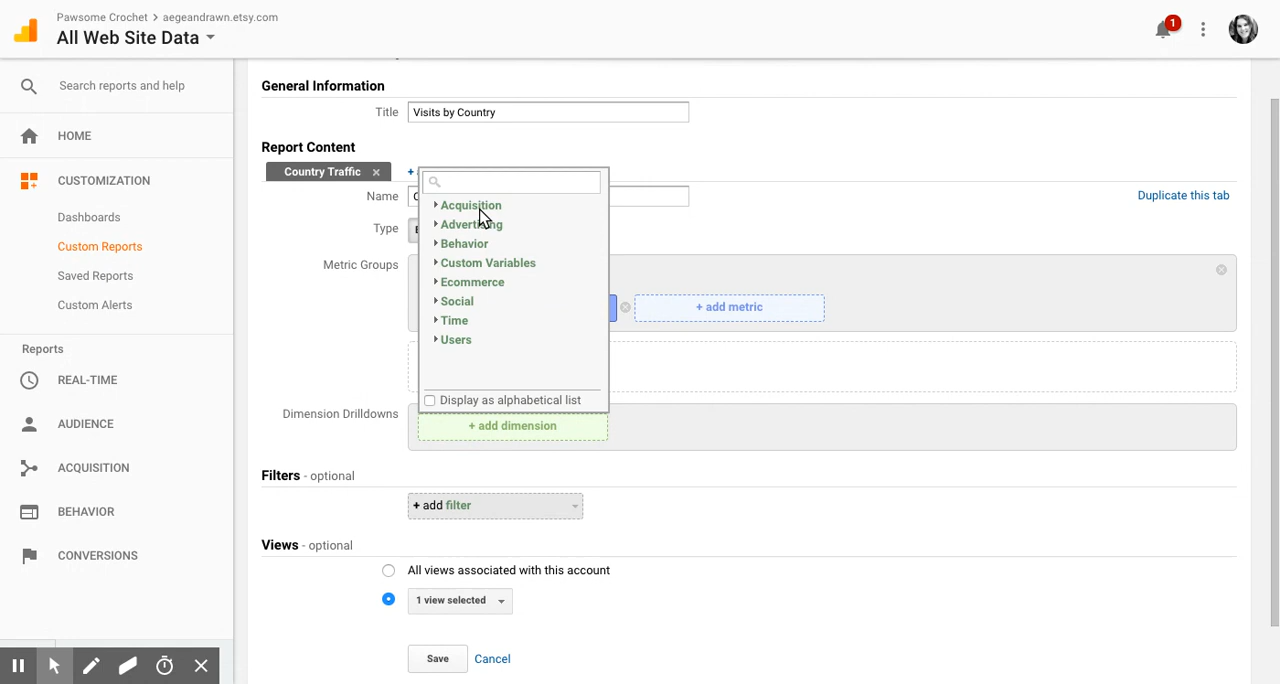 Pawsome Crochet > aegeandrawn.etsy.com
All Web Site Data
1
Search reports and help
HOME
CUSTOMIZATION
Dashboards
Custom Reports
Saved Reports
Custom Alerts
Reports
REAL-TIME
AUDIENCE
ACQUISITION
BEHAVIOR
CONVERSIONS
General Information
Title Visits by Country
Report Content
Country Traffic
Name
Duplicate this tab
Type
Acquisition
Advertising
Behavior
Custom Variables
Ecommerce
Social
Time
Users
Display as alphabetical list
Metric Groups
+ add metric
Dimension Drilldowns
+ add dimension
Filters - optional
+ add filter
Views - optional
All views associated with this account
1 view selected
Save Cancel